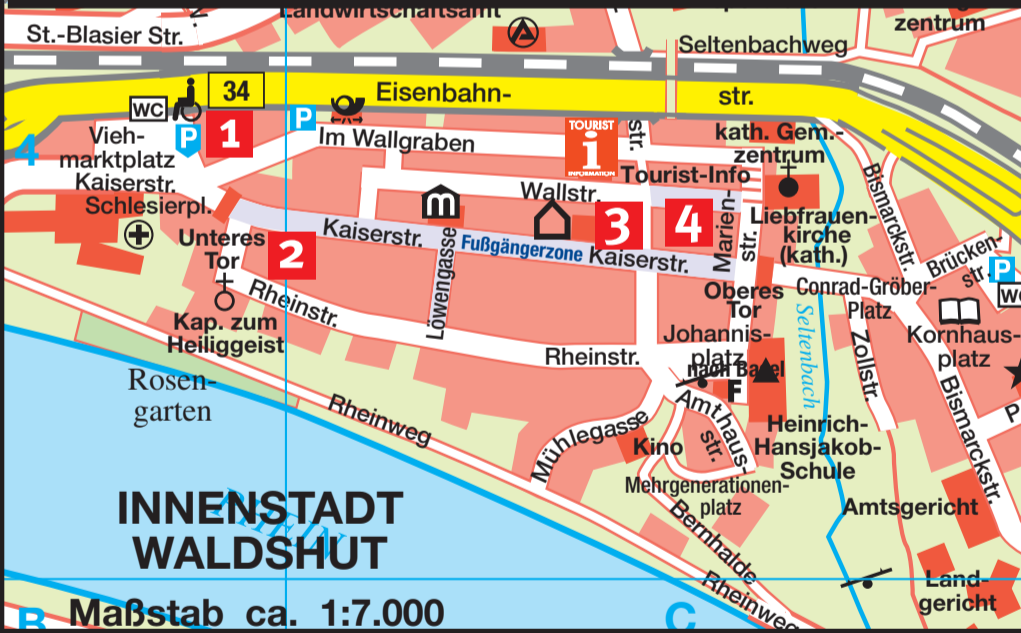 Landwirtschaftsamt
zentrum
St.-Blasier Str.
Seltenbachweg
34
Eisenbahn-
str.
WC
P
P
1
Vieh-
marktplatz
4
Im Wallgraben
TOURIST
i
INFORMATION
str.
kath. Gem.-
zentrum
Tourist-Info
Kaiserstr.
Schlesierpl.
Wallstr.
3
4
Marien-
str.
Liebfrauen-
kirche
(kath.)
Bismarckstr.
Brücken-
str.
P
WC
Unteres
Tor
2
Kaiserstr.
Fußgängerzone
Kaiserstr.
Löwengasse
Rheinstr.
Kap. zum
Heiliggeist
Oberes
Tor
Conrad-Gröber-
Platz
Johannis-
platz
nach Basel
F
Rheinstr.
Seltenbach
Zollstr.
Kornhaus-
platz
Bismarckstr.
P
Rosen-
garten
Rheinweg
Mühlegasse
Kino
Amthaus-
str.
Heinrich-
Hansjakob-
Schule
Mehrgenerationen-
platz
Amtsgericht
Bernhalde
Rheinweg
Land-
gericht
RHEIN
INNENSTADT
WALDSHUT
B
Maßstab ca. 1:7.000
C